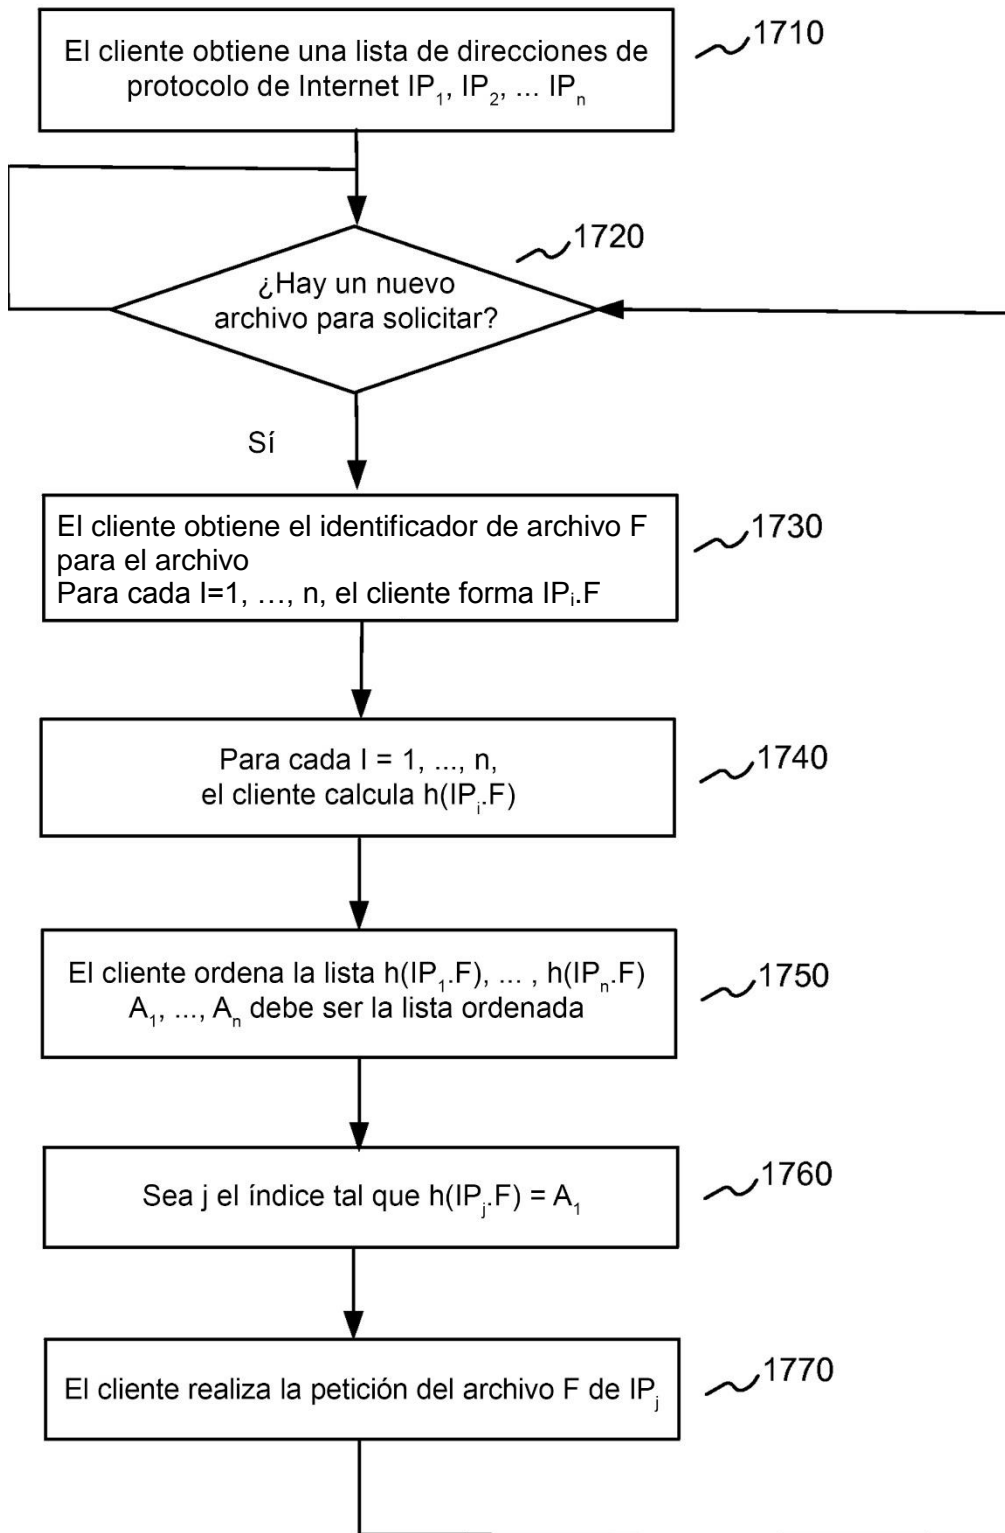 El cliente obtiene una lista de direcciones de
protocolo de Internet IP₁, IP₂, ... IPₙ
1710
1720
¿Hay un nuevo
archivo para solicitar?
Sí
El cliente obtiene el identificador de archivo F
para el archivo
Para cada I=1, …, n, el cliente forma IPᵢ.F
1730
Para cada I = 1, ..., n,
el cliente calcula h(IPᵢ.F)
1740
El cliente ordena la lista h(IP₁.F), ... , h(IPₙ.F)
A₁, ..., Aₙ debe ser la lista ordenada
1750
Sea j el índice tal que h(IPⱼ.F) = A₁
1760
El cliente realiza la petición del archivo F de IPⱼ
1770